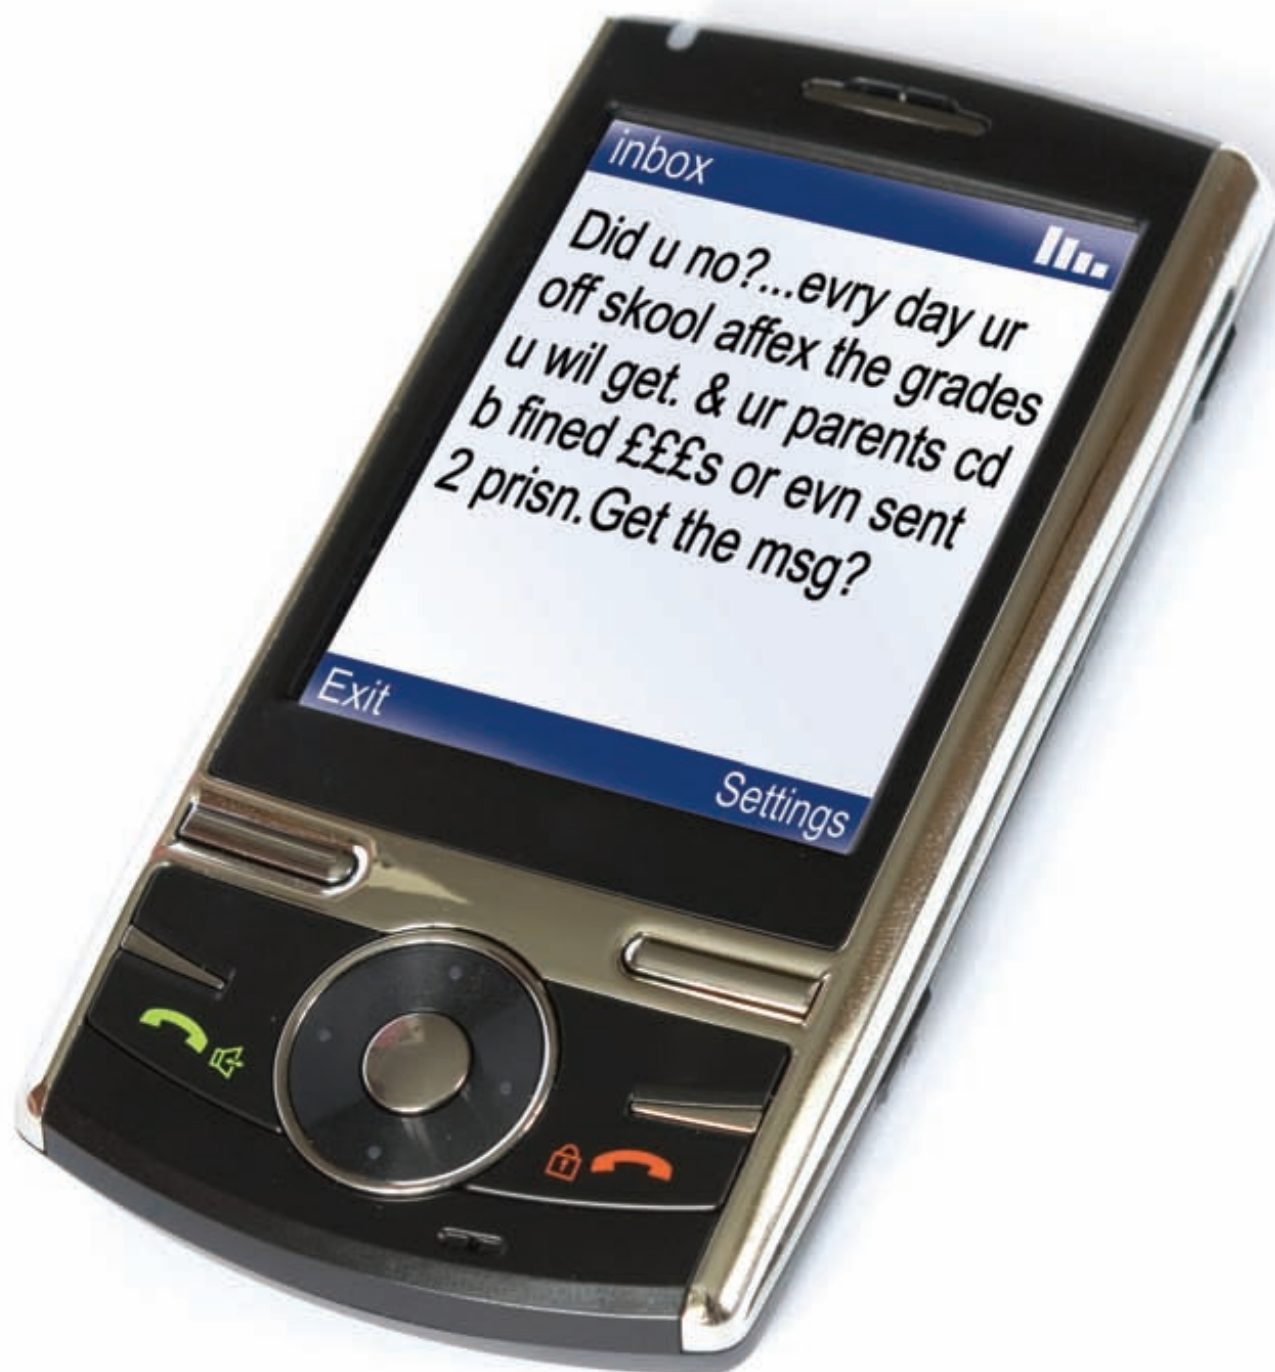 inbox
Did u no?...evry day ur
off skool affex the grades
u wil get. & ur parents cd
b fined £££s or evn sent
2 prisn.Get the msg?
Exit
Settings